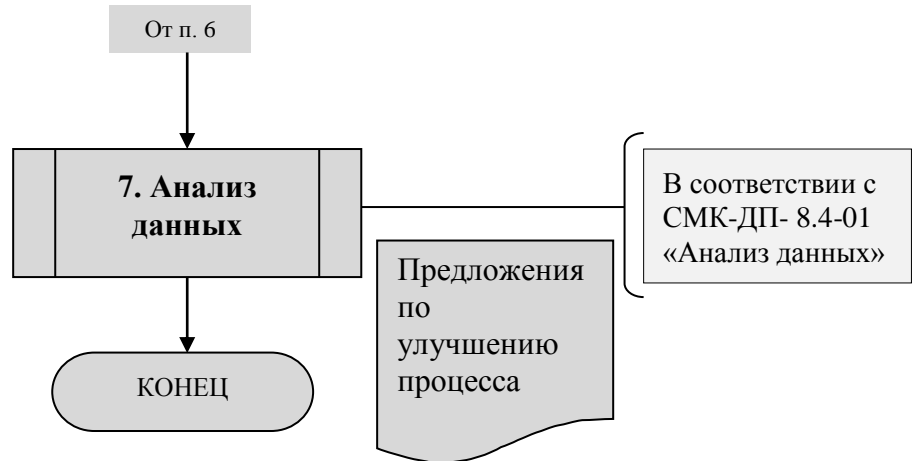 От п. 6
7. Анализ
данных
В соответствии с
СМК-ДП- 8.4-01
«Анализ данных»
Предложения
по
улучшению
процесса
КОНЕЦ